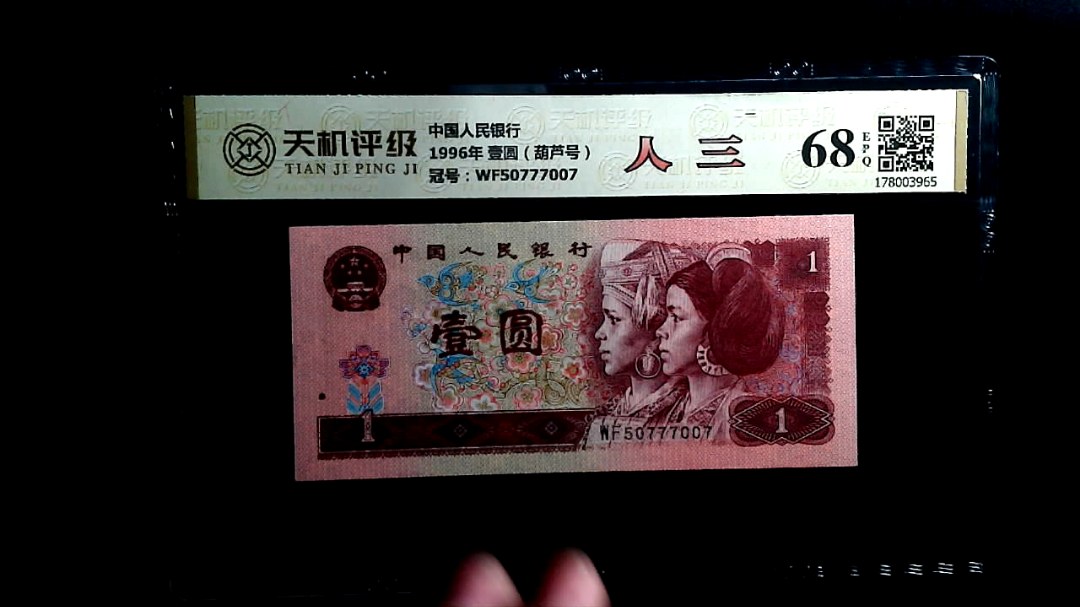 天机评级
TIAN JI PING JI
中国人民银行
1996年 壹圆（葫芦号）
冠号：WF50777007
人 三
68
EPQ
178003965
中国人民银行
1
壹圆
1
WF50777007
1